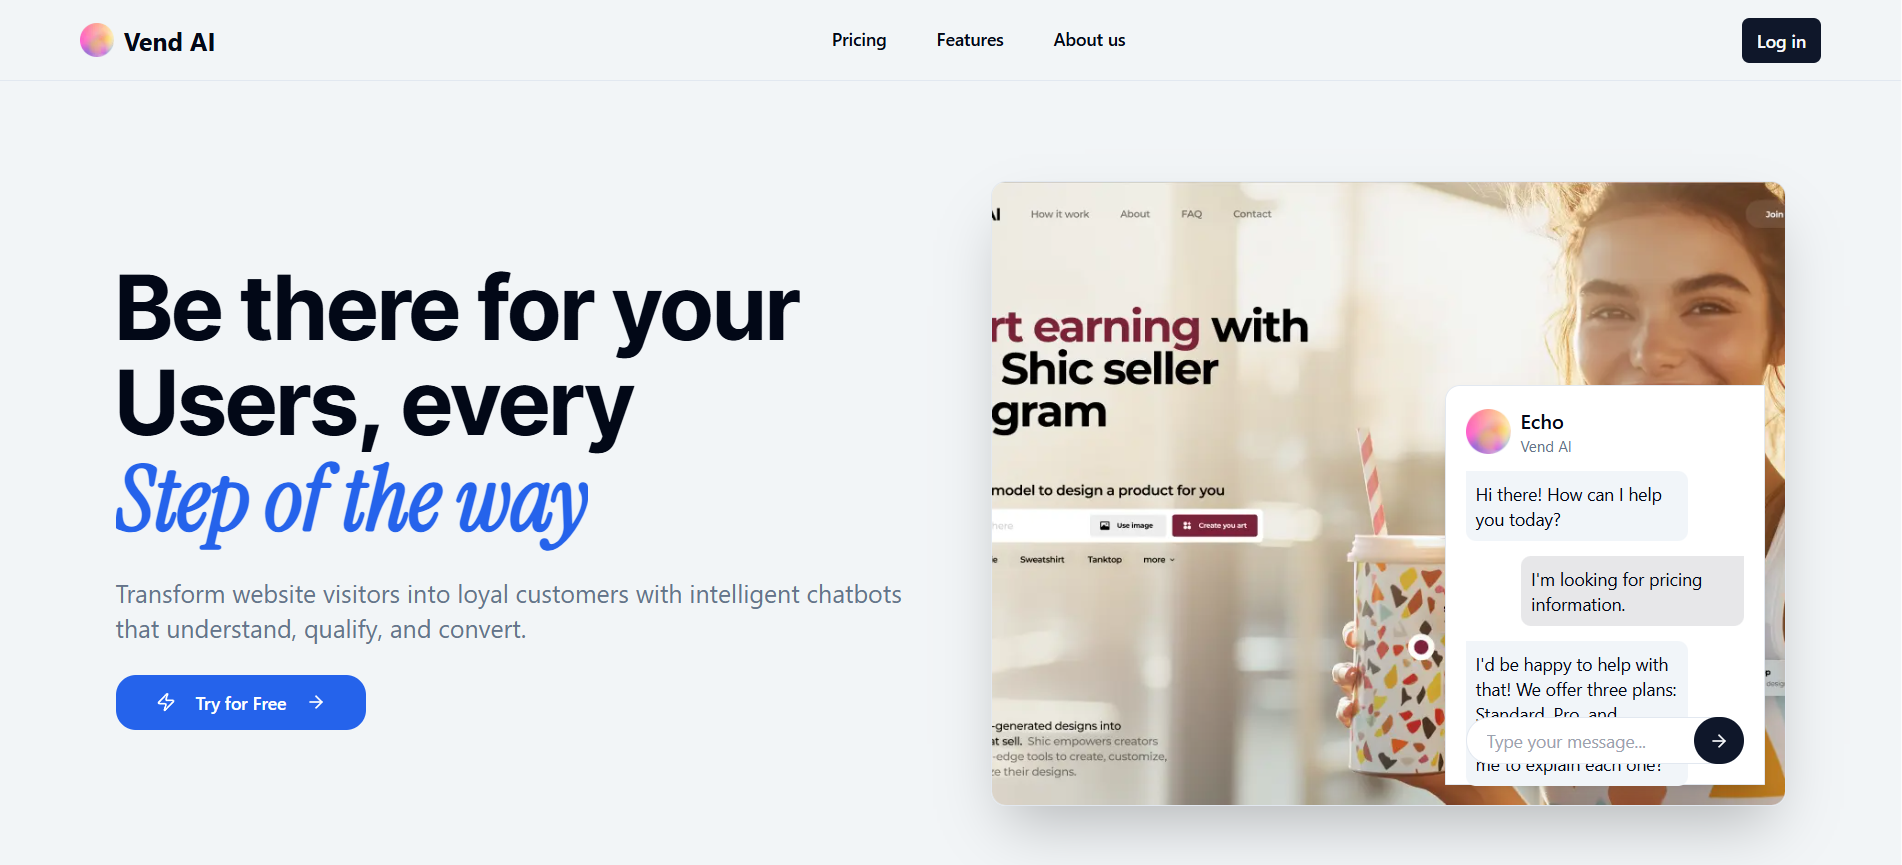 Vend AI
Pricing
Features
About us
Log in
Be there for your
Users, every
Step of the way
Transform website visitors into loyal customers with intelligent chatbots
that understand, qualify, and convert.
Try for Free
AI
How it work
About
FAQ
Contact
Join
rt earning with
Shic seller
gram
model to design a product for you
here
Use image
Create you art
e
Sweatshirt
Tanktop
more
-generated designs into
at sell. Shic empowers creators
-edge tools to create, customize,
ze their designs.
Echo
Vend AI
Hi there! How can I help
you today?
I'm looking for pricing
information.
I'd be happy to help with
that! We offer three plans:
Standard, Pro, and
Type your message...
me to explain each one?
p
desig